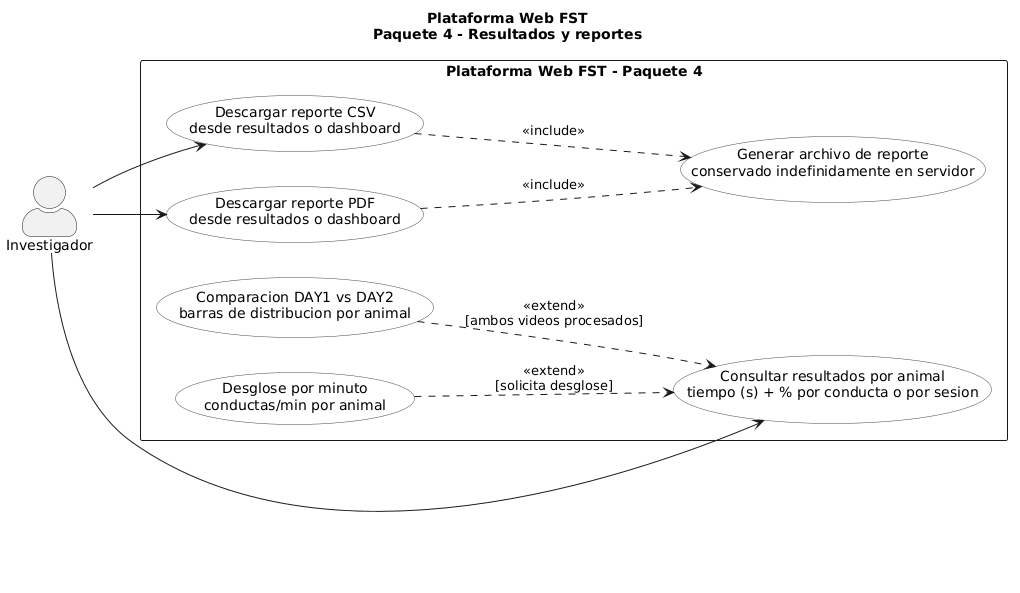 Plataforma Web FST
Paquete 4 - Resultados y reportes
Plataforma Web FST - Paquete 4
Descargar reporte CSV
desde resultados o dashboard
«include»
Generar archivo de reporte
conservado indefinidamente en servidor
Descargar reporte PDF
desde resultados o dashboard
«include»
Investigador
Comparacion DAY1 vs DAY2
barras de distribucion por animal
«extend»
[ambos videos procesados]
Desglose por minuto
conductas/min por animal
«extend»
[solicita desglose]
Consultar resultados por animal
tiempo (s) + % por conducta o por sesion